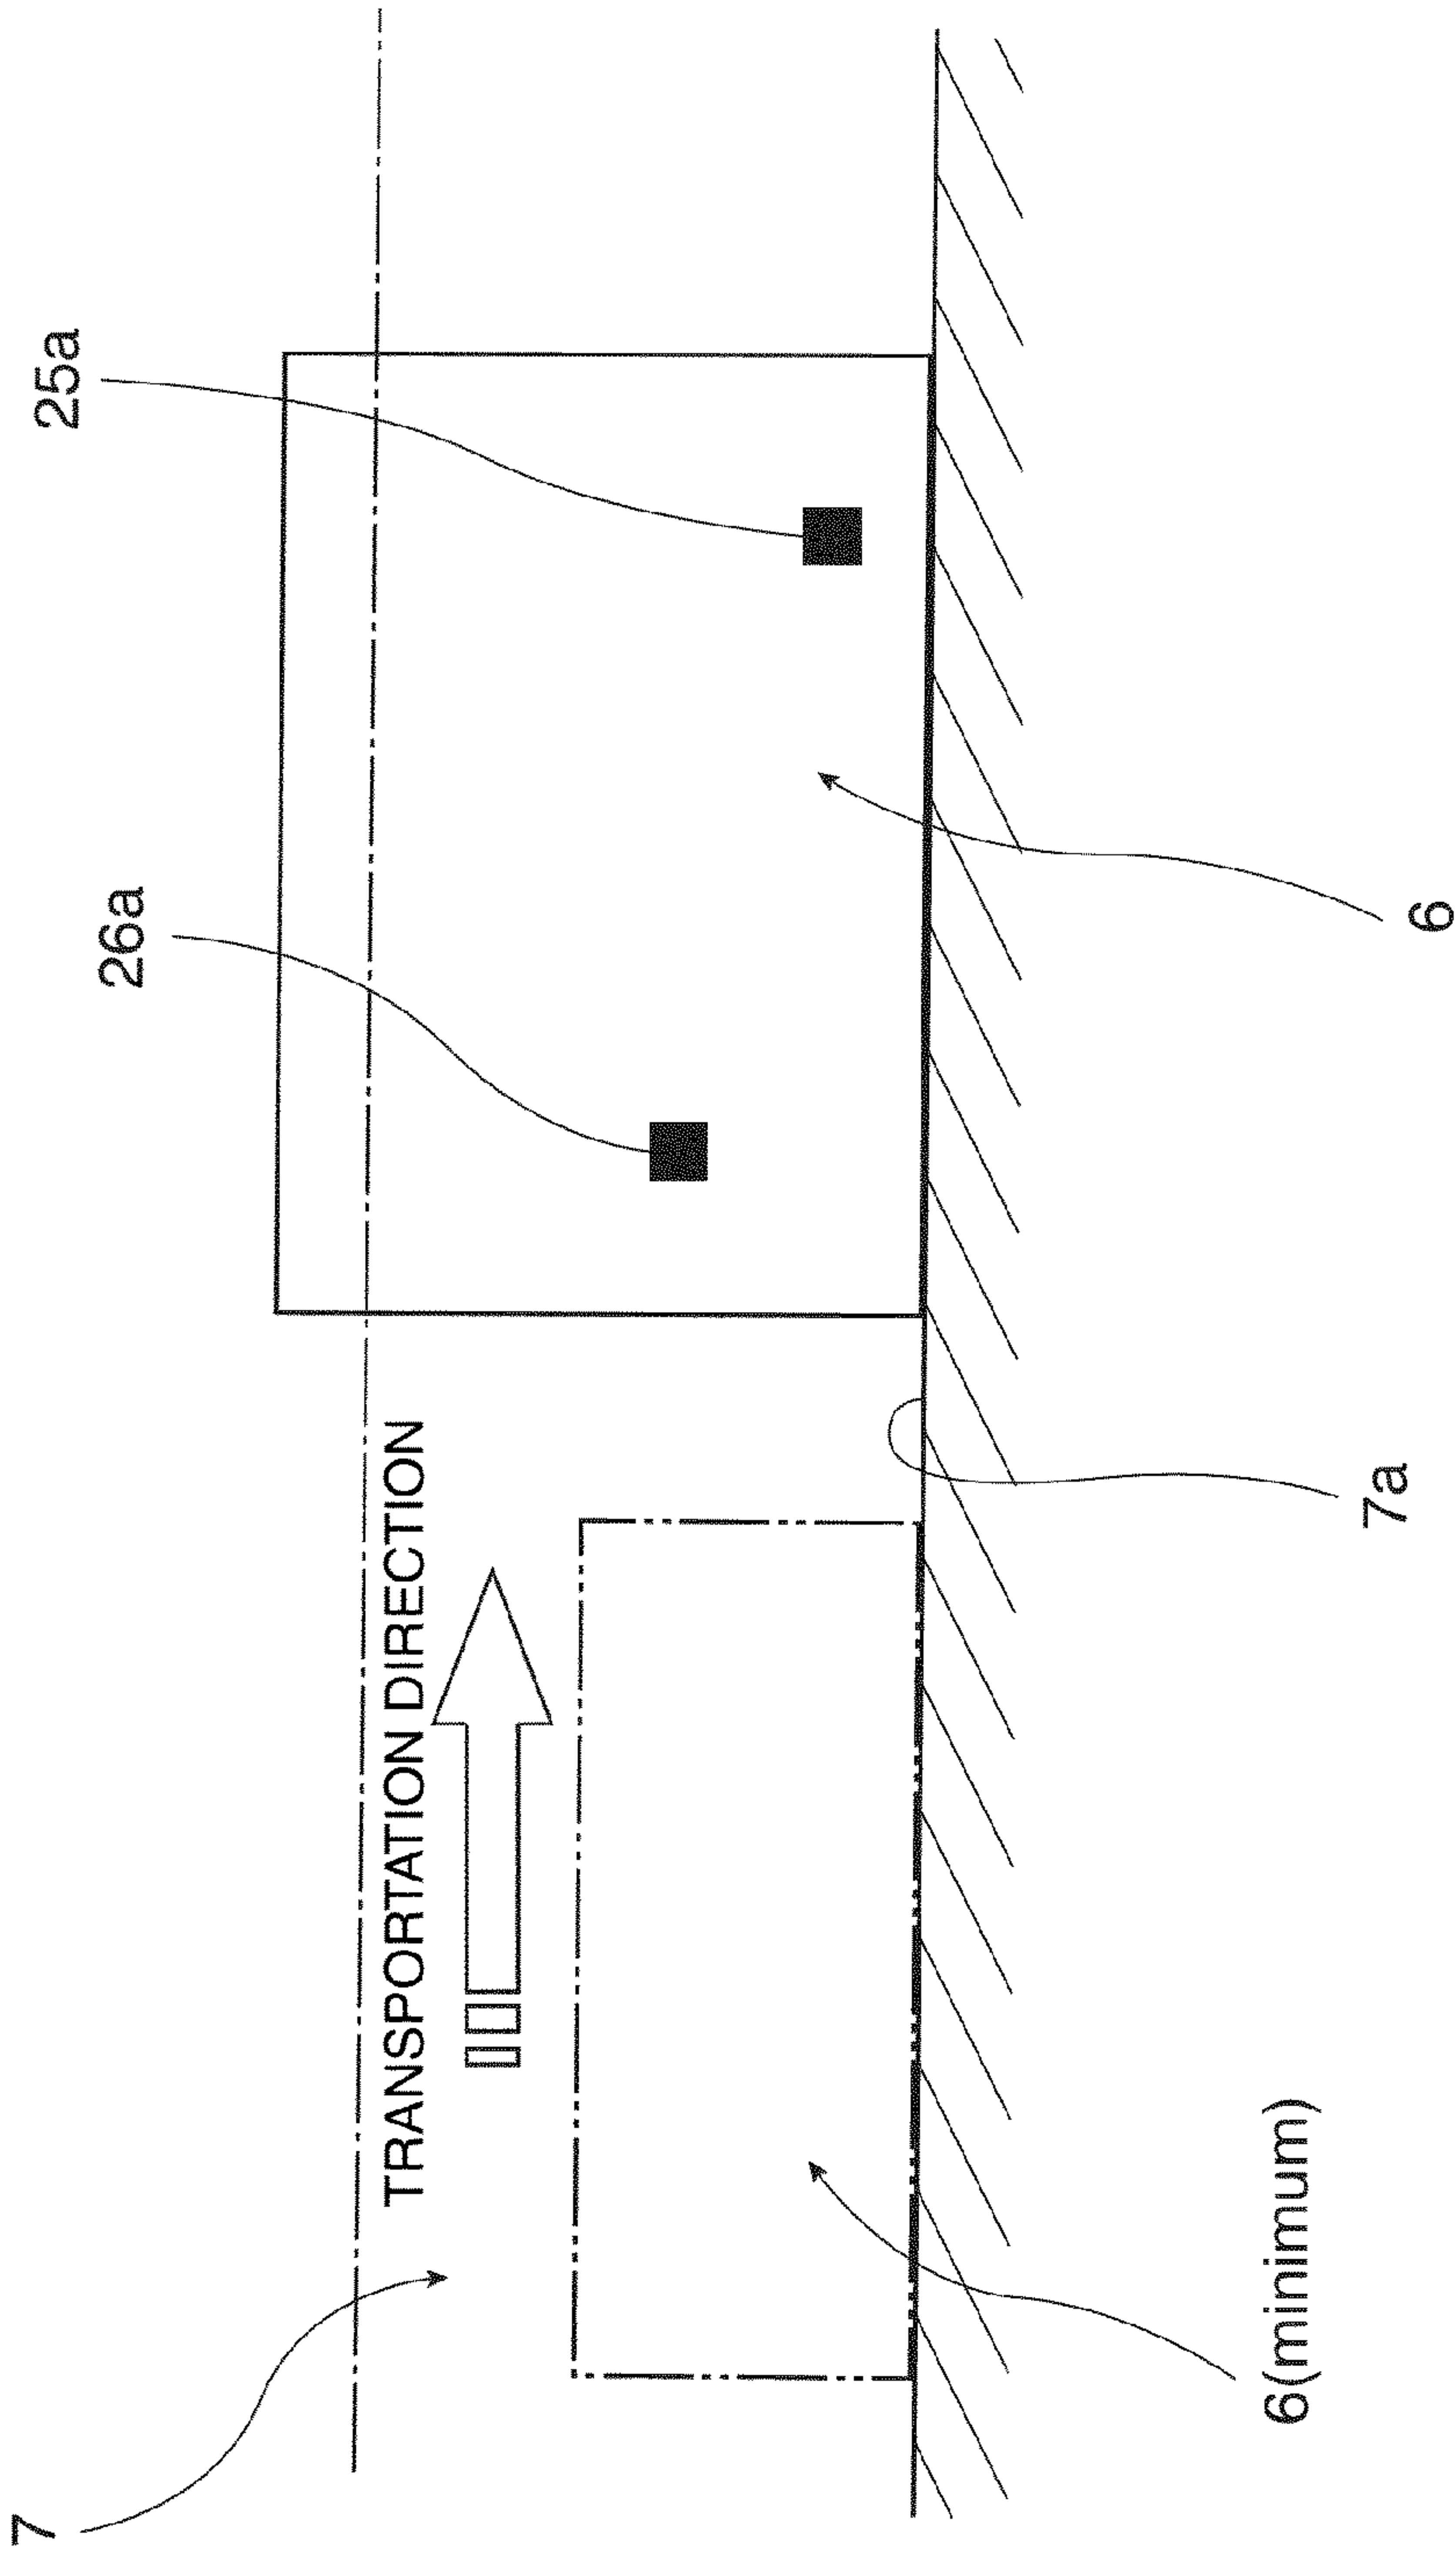 25a
26a
TRANSPORTATION DIRECTION
7
6
7a
6(minimum)